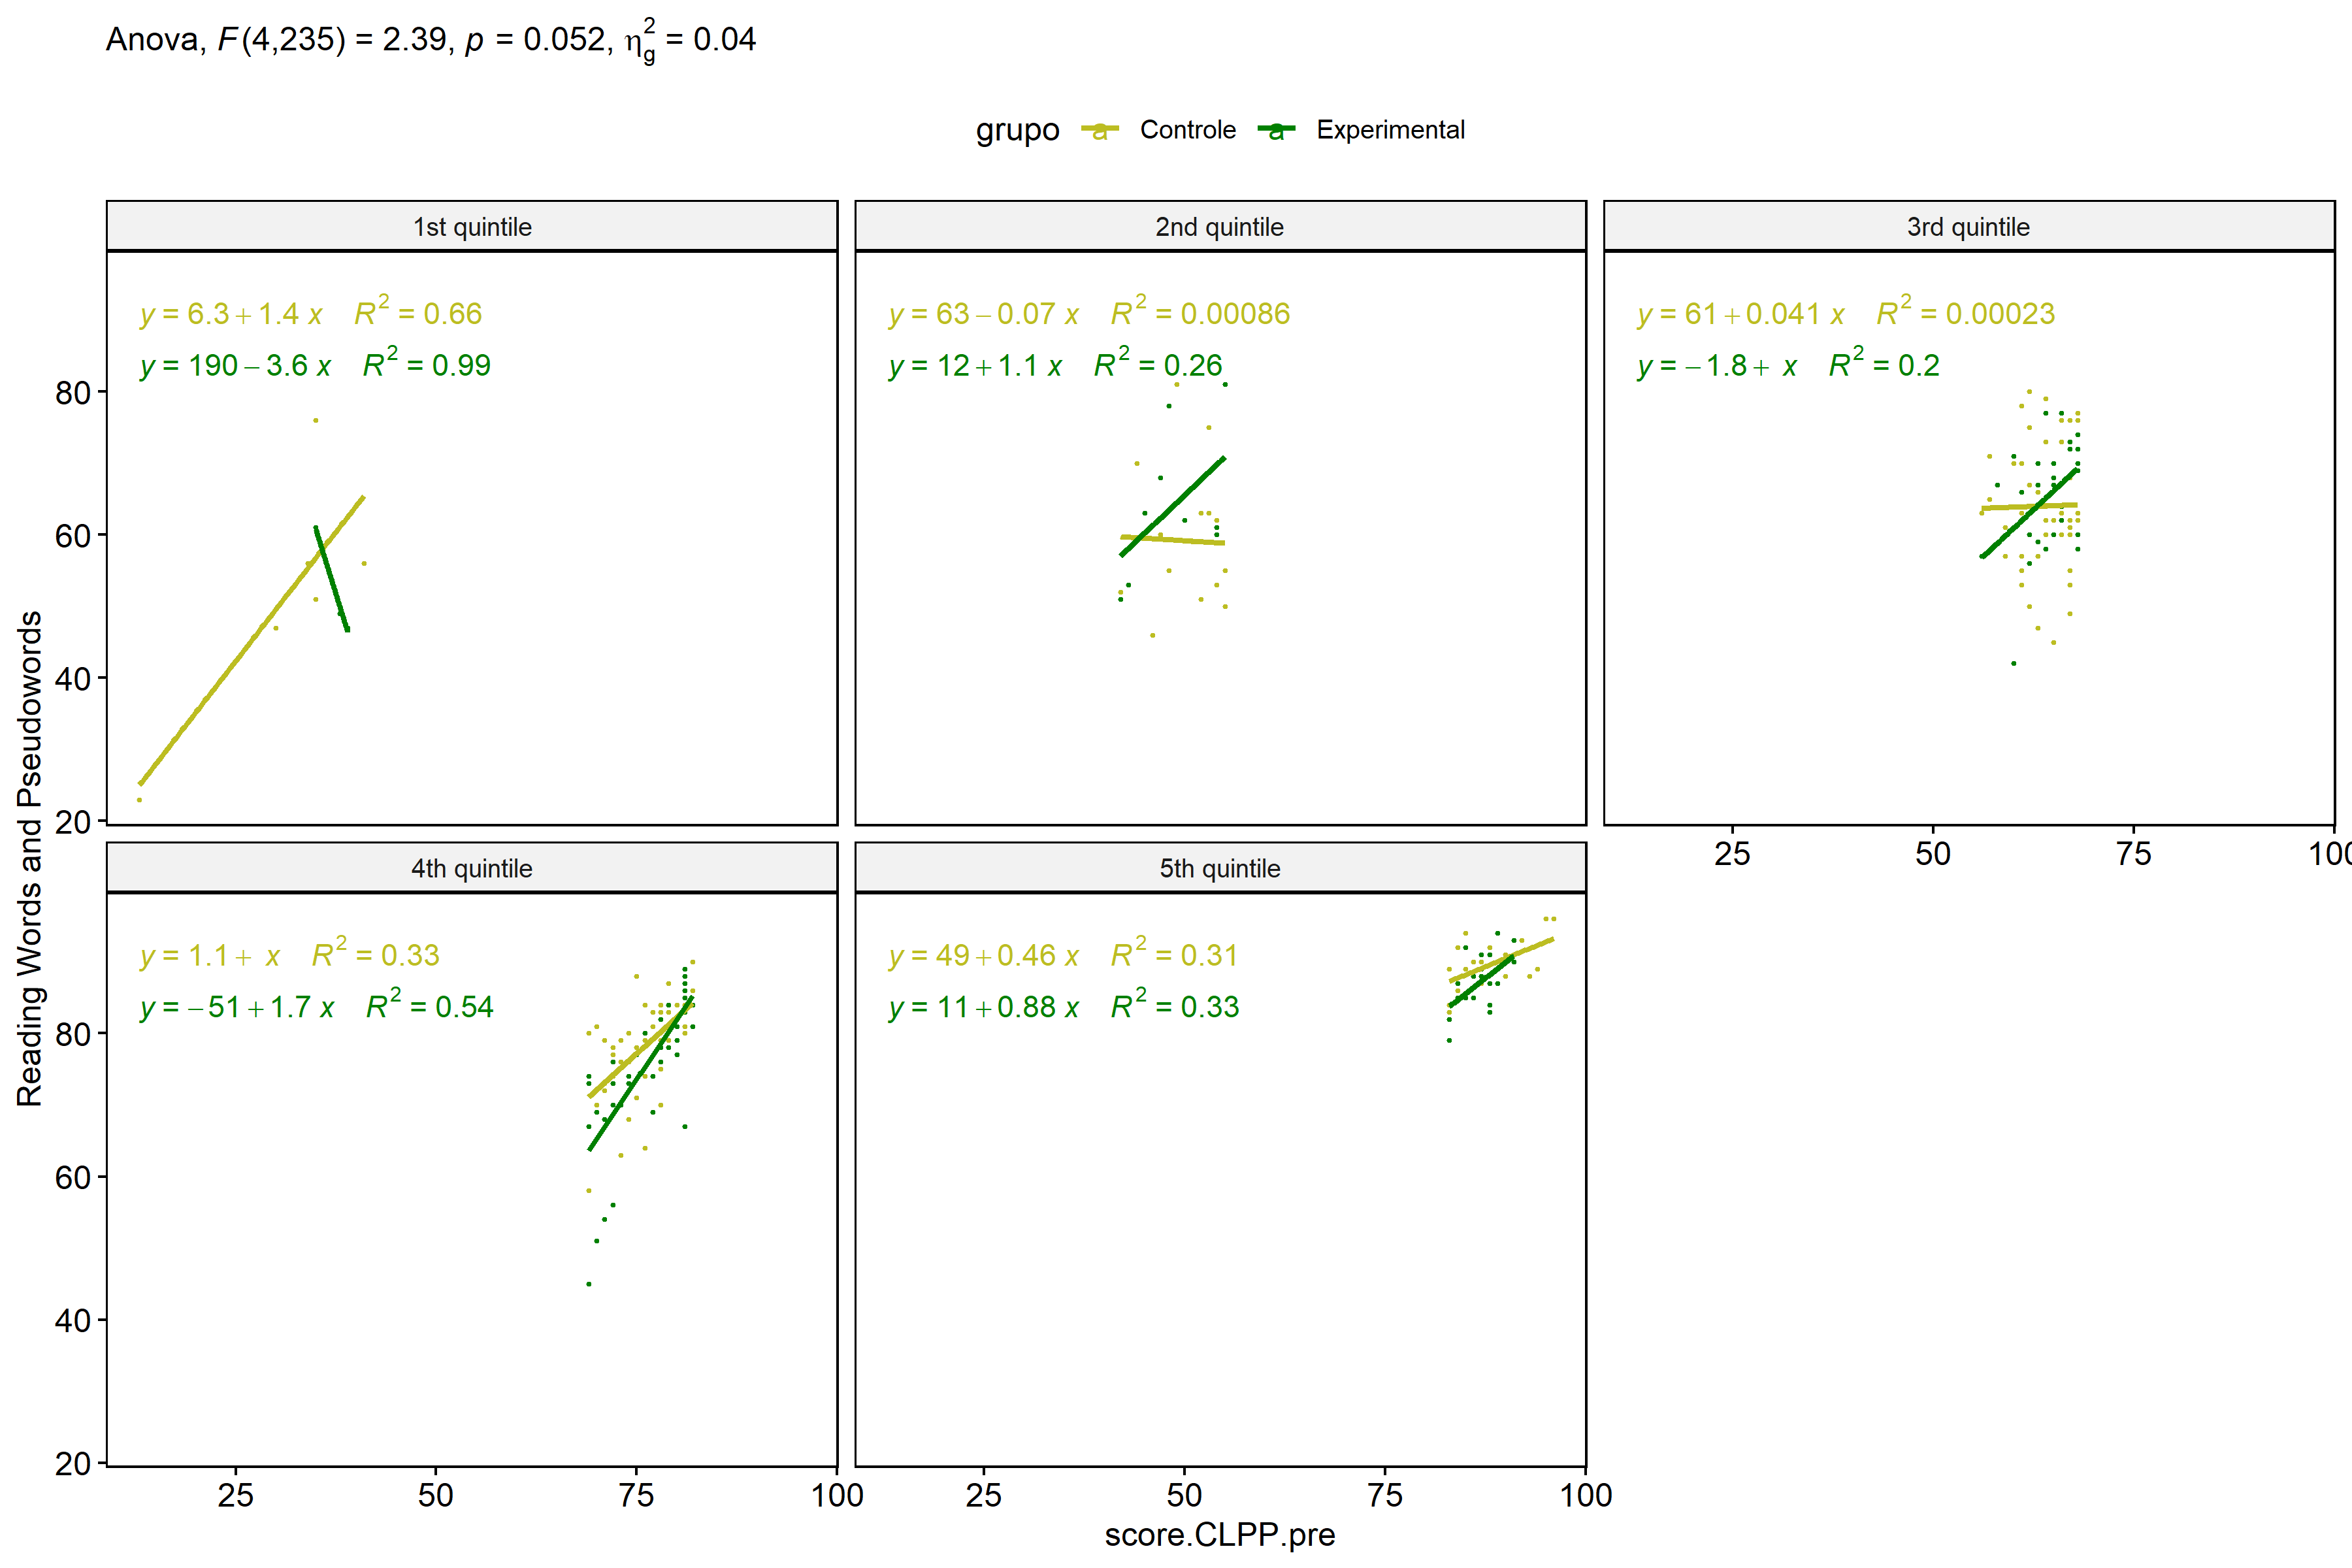 Anova, F(4,235) = 2.39, p = 0.052, η²g = 0.04
grupo a Controle a Experimental
1st quintile
2nd quintile
3rd quintile
y = 6.3 + 1.4 x R² = 0.66
y = 190 − 3.6 x R² = 0.99
y = 63 − 0.07 x R² = 0.00086
y = 12 + 1.1 x R² = 0.26
y = 61 + 0.041 x R² = 0.00023
y = − 1.8 + x R² = 0.2
80
60
40
20
25 50 75 100
4th quintile
5th quintile
y = 1.1 + x R² = 0.33
y = − 51 + 1.7 x R² = 0.54
y = 49 + 0.46 x R² = 0.31
y = 11 + 0.88 x R² = 0.33
80
60
40
20
25 50 75 100
25 50 75 100
Reading Words and Pseudowords
score.CLPP.pre